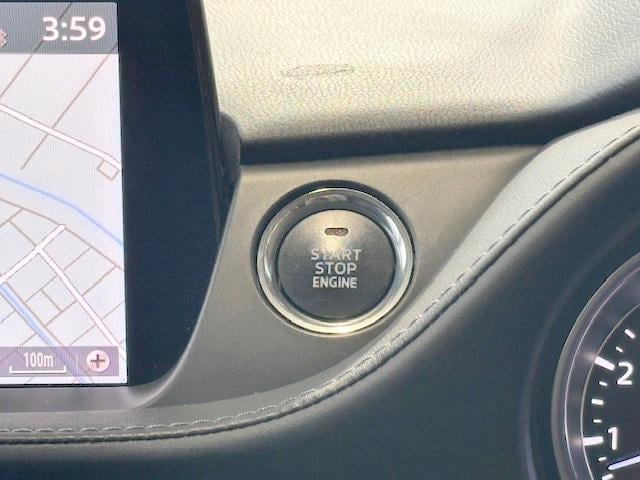 3:59
START
STOP
ENGINE
100m
2
1